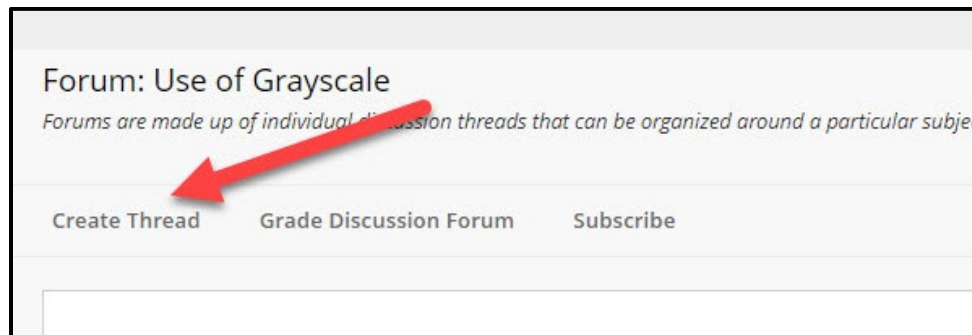 Forum: Use of Grayscale
Forums are made up of individual discussion threads that can be organized around a particular
Create Thread Grade Discussion Forum Subscribe